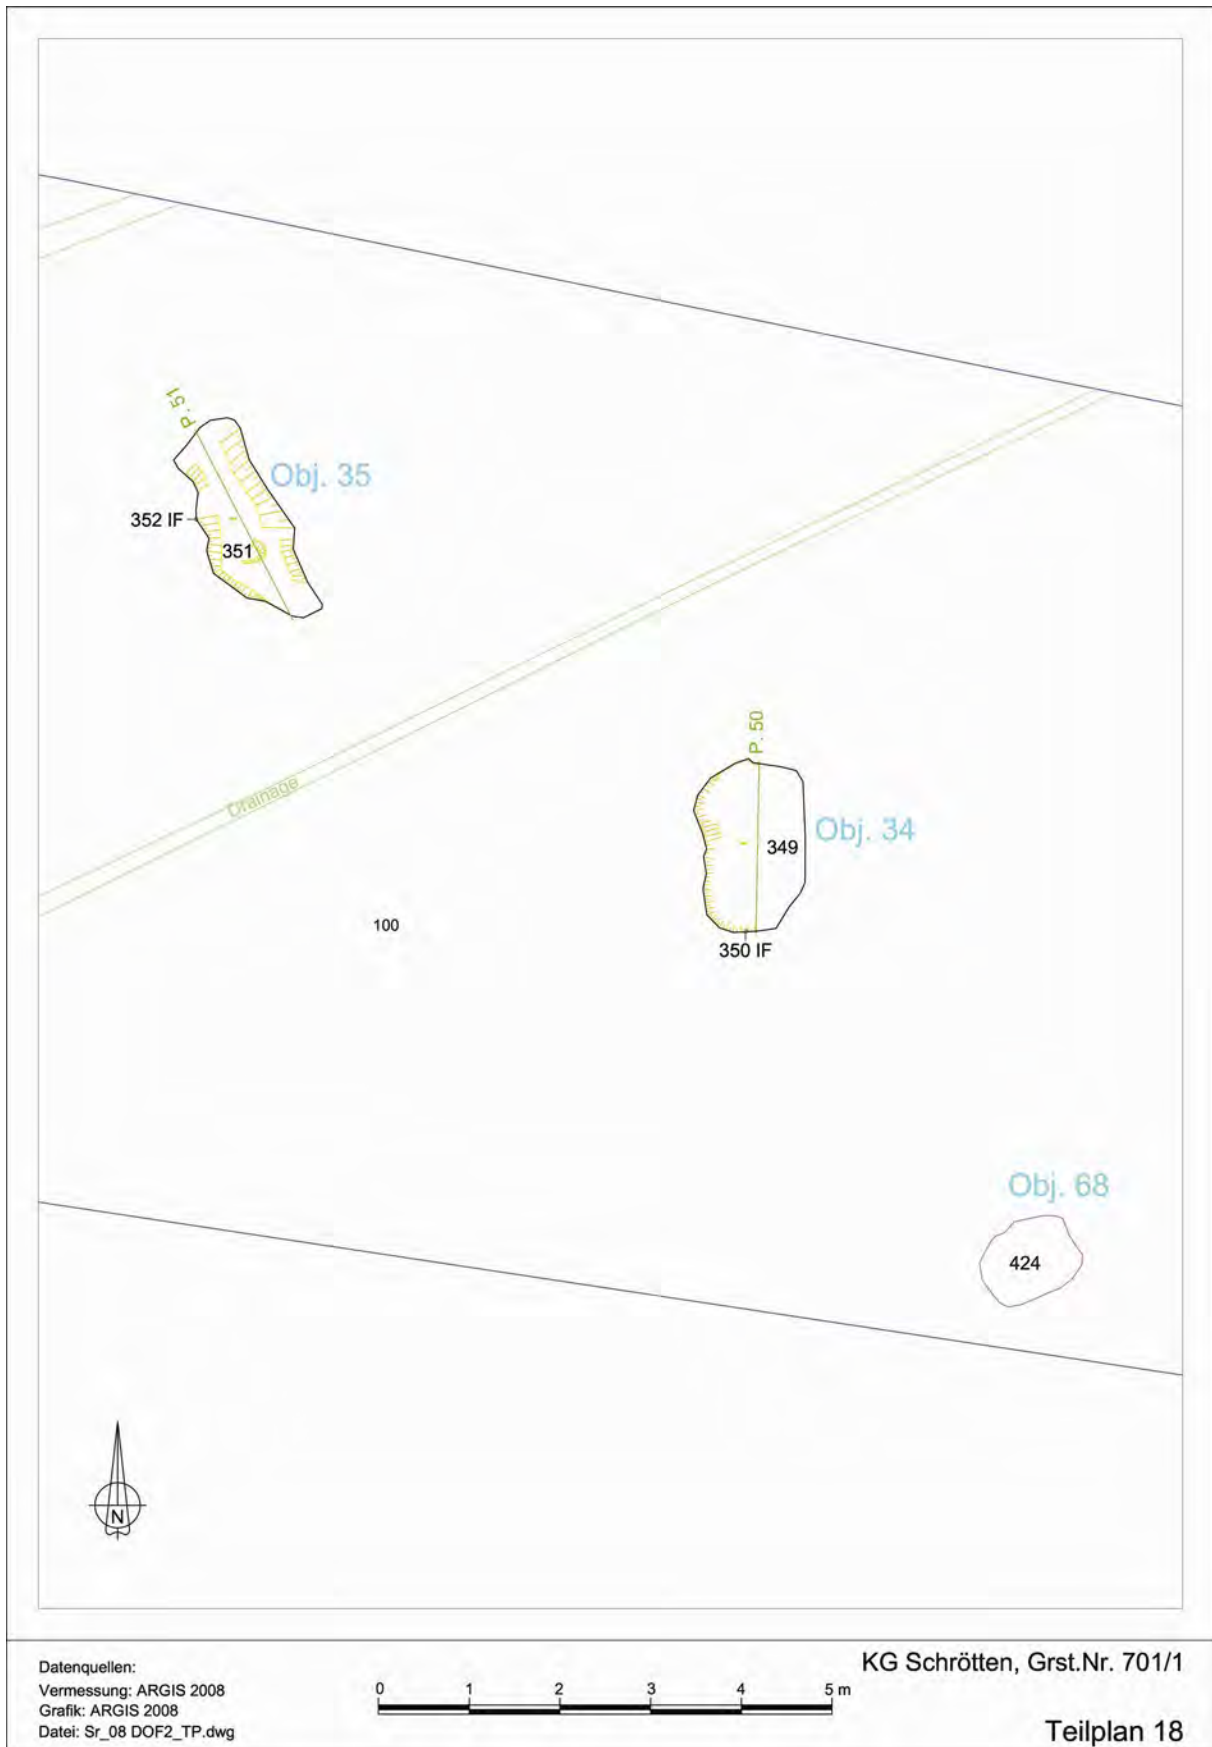 P. 51
Obj. 35
352 IF
351
P. 50
Drainage
Obj. 34
349
100
350 IF
Obj. 68
424
N
Datenquellen:
Vermessung: ARGIS 2008
Grafik: ARGIS 2008
Datei: Sr_08 DOF2_TP.dwg
0 1 2 3 4 5 m
KG Schrötten, Grst.Nr. 701/1
Teilplan 18